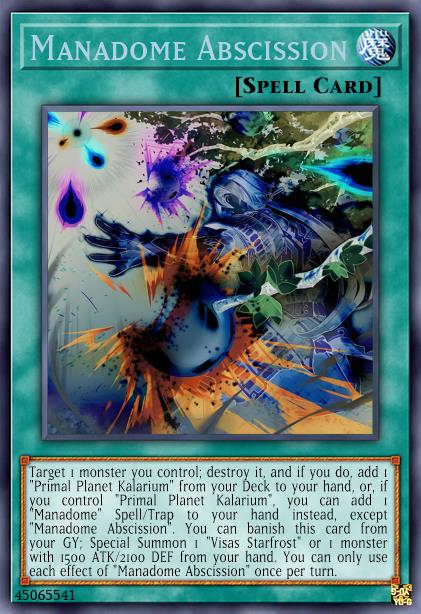 MANADOME ABSCISSION 魔
[SPELL CARD]
Target 1 monster you control; destroy it, and if you do, add 1
"Primal Planet Kalarium" from your Deck to your hand, or, if
you control "Primal Planet Kalarium", you can add 1
"Manadome" Spell/Trap to your hand instead, except
"Manadome Abscission". You can banish this card from
your GY; Special Summon 1 "Visas Starfrost" or 1 monster
with 1500 ATK/2100 DEF from your hand. You can only use
each effect of "Manadome Abscission" once per turn.
45065541